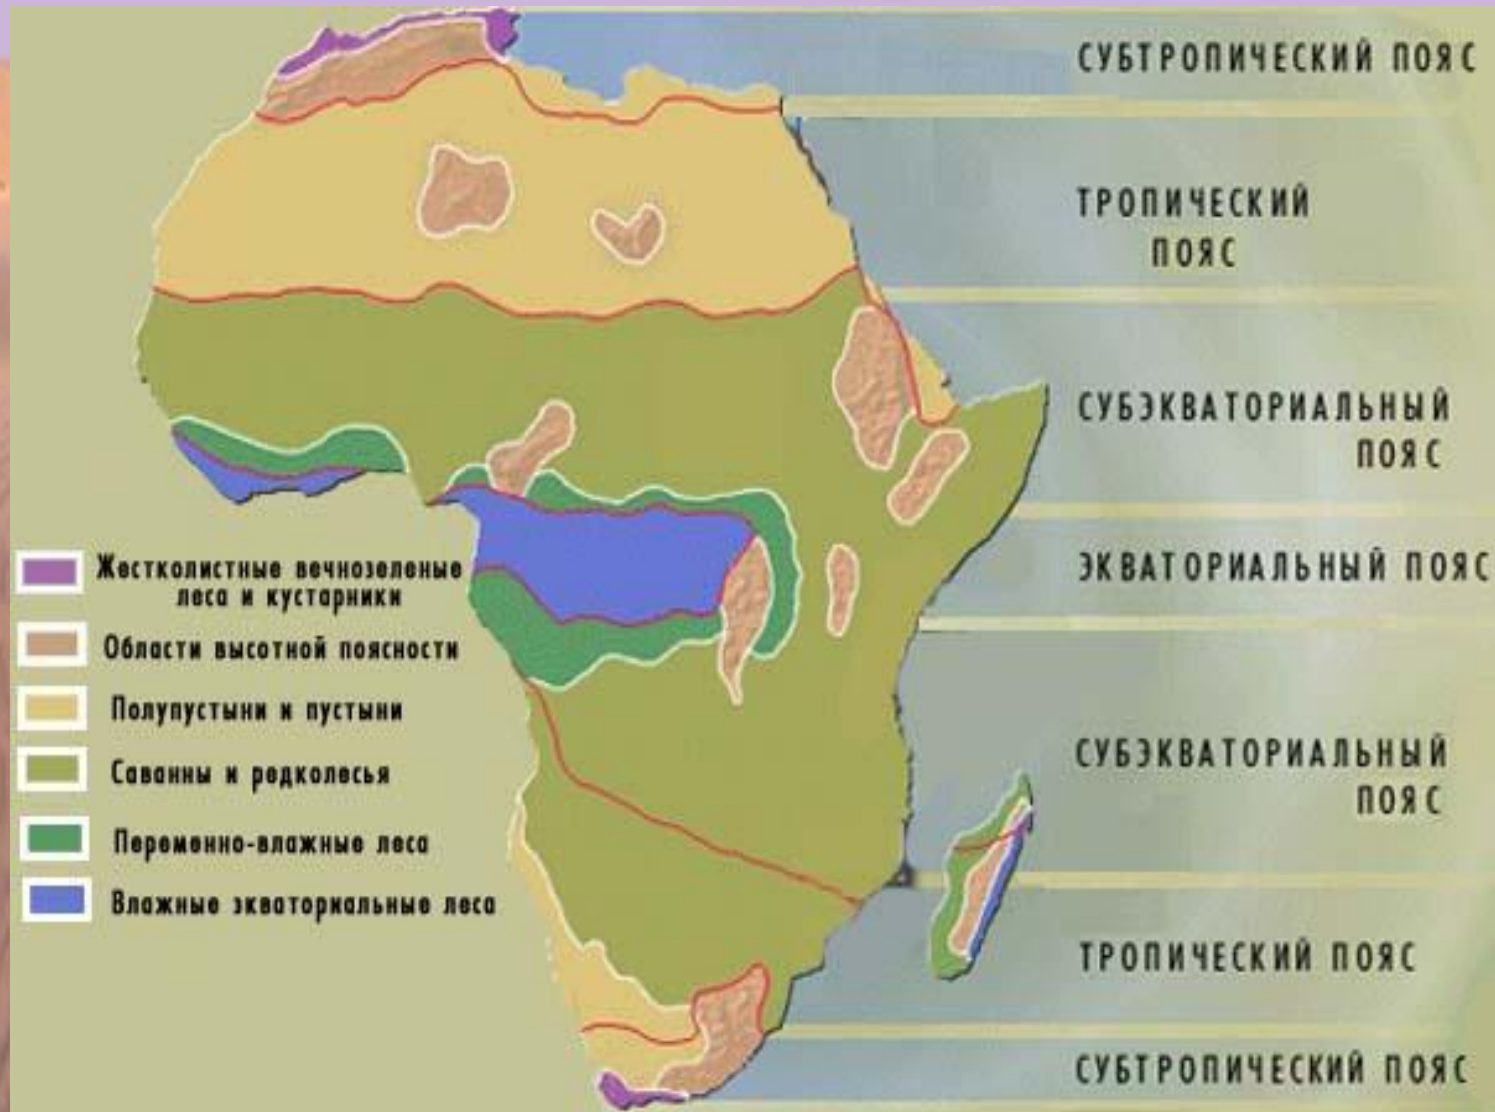 СУБТРОПИЧЕСКИЙ ПОЯС
ТРОПИЧЕСКИЙ
ПОЯС
СУБЭКВАТОРИАЛЬНЫЙ
ПОЯС
ЭКВАТОРИАЛЬНЫЙ ПОЯС
СУБЭКВАТОРИАЛЬНЫЙ
ПОЯС
ТРОПИЧЕСКИЙ ПОЯС
СУБТРОПИЧЕСКИЙ ПОЯС
Жестколистные вечнозеленые
леса и кустарники
Области высотной поясности
Полупустыни и пустыни
Саванны и редколесья
Переменно-влажные леса
Влажные экваториальные леса